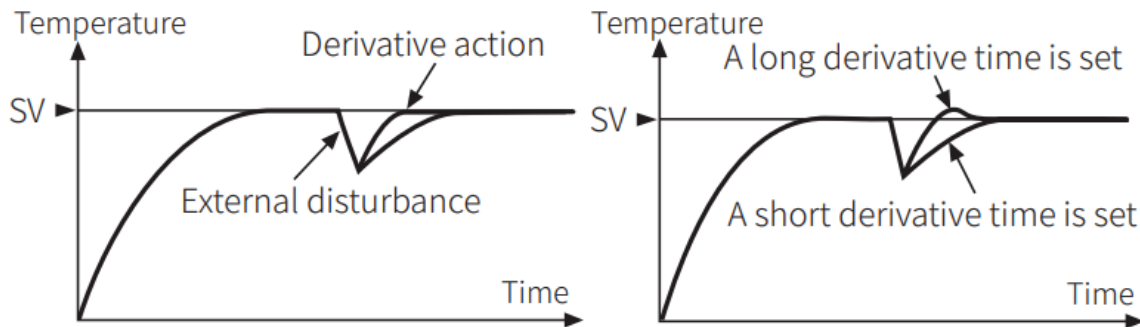 Temperature
Derivative action
SV
External disturbance
Time
Temperature
A long derivative time is set
SV
A short derivative time is set
Time